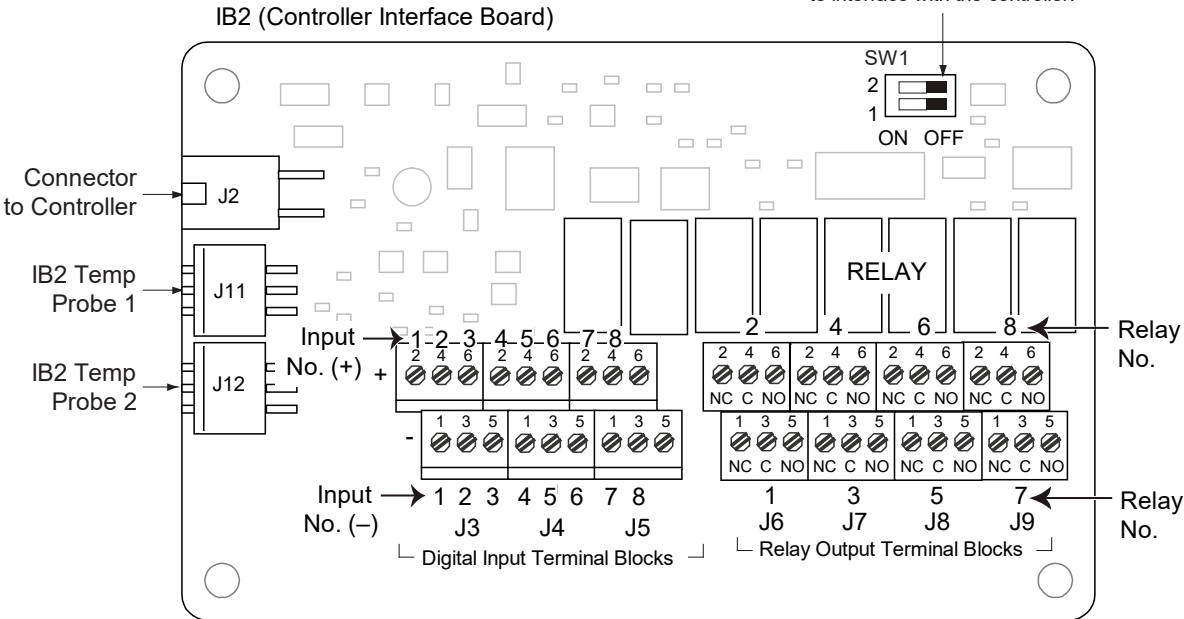 to interface with the controller.
IB2 (Controller Interface Board)
SW1
2
1
ON OFF
Connector
to Controller
J2
IB2 Temp
Probe 1
J11
RELAY
Input
No. (+)
1 2 3 4 5 6 7 8
2 4 6 8
Relay
No.
IB2 Temp
Probe 2
J12
+
2 4 6 2 4 6 2 4 6
2 4 6 2 4 6 2 4 6 2 4 6
NC C NO NC C NO NC C NO NC C NO
-
1 3 5 1 3 5 1 3 5
1 3 5 1 3 5 1 3 5 1 3 5
NC C NO NC C NO NC C NO NC C NO
Input
No. (–)
1 2 3 4 5 6 7 8
1 3 5 7
Relay
No.
J3 J4 J5
J6 J7 J8 J9
Digital Input Terminal Blocks
Relay Output Terminal Blocks